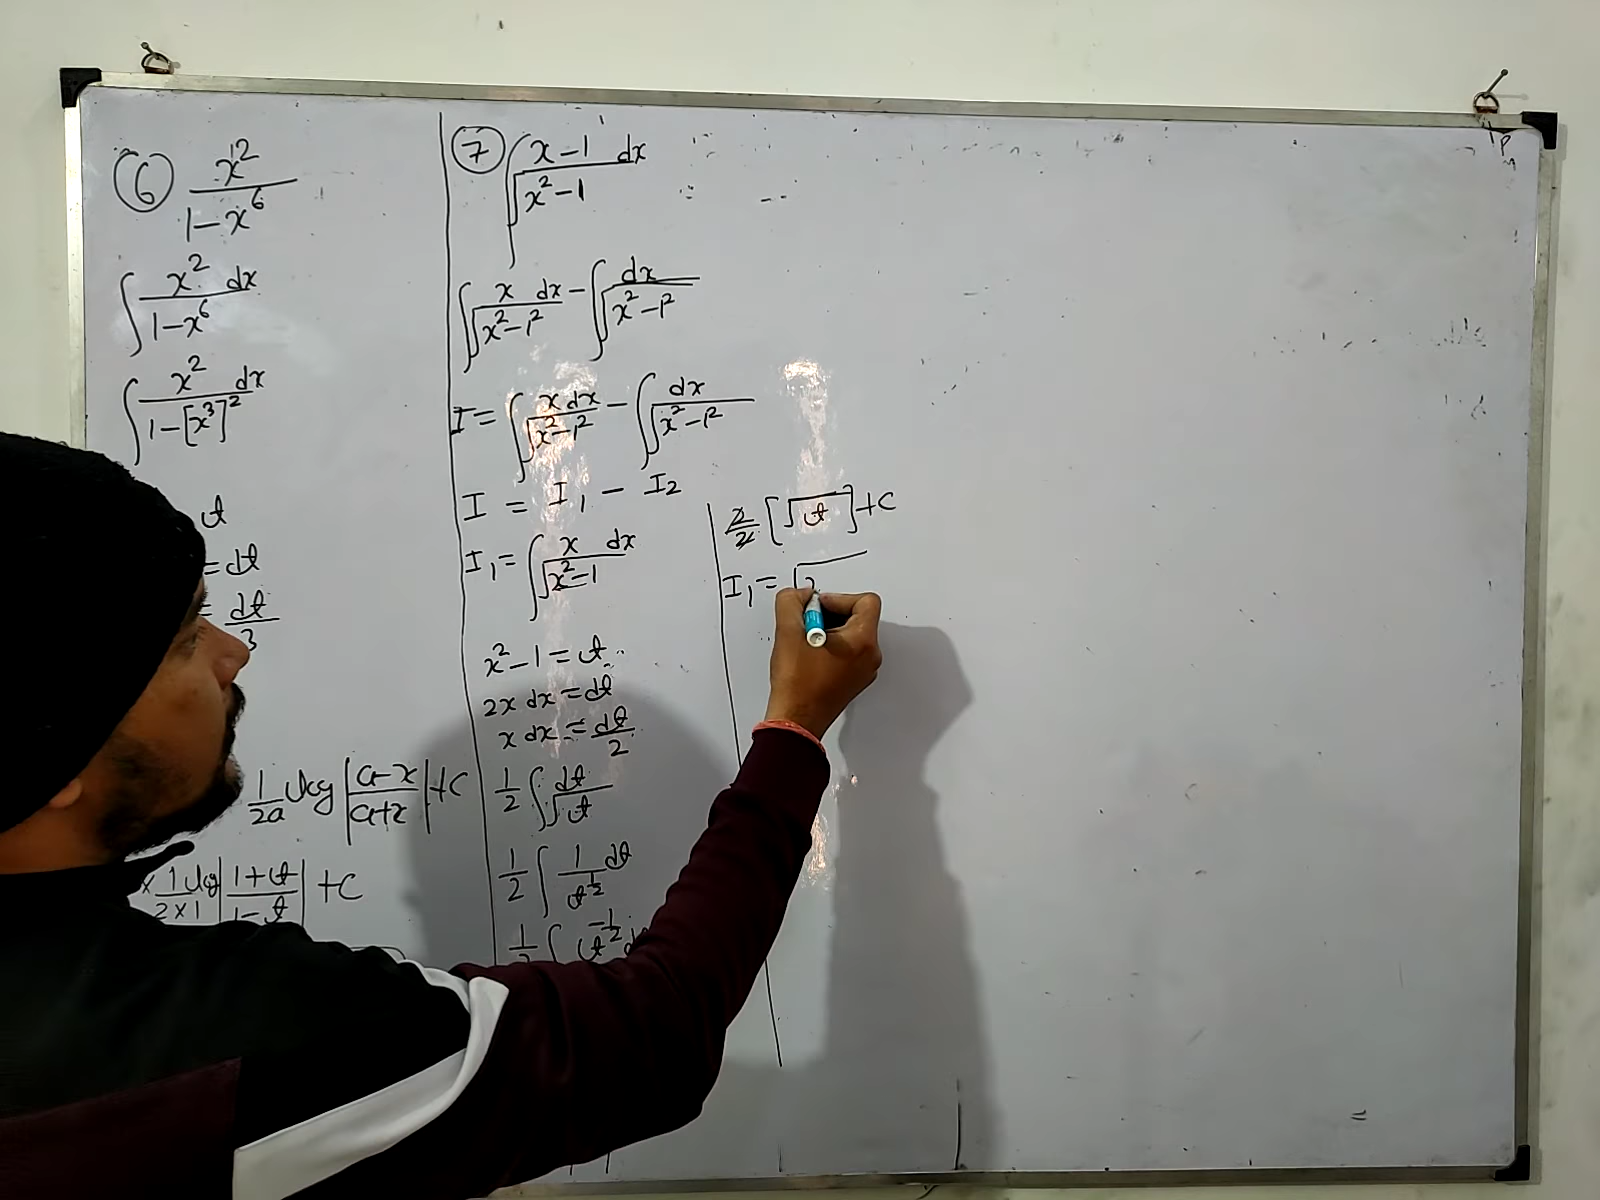 ⑥ x²/(1-x⁶)
∫ x² dx/(1-x⁶)
∫ x² dx/(1-[x³]²)
t
= dt
= dt/3
1/2a log |a-x/a+x| +C
× 1/2×1 log |1+t/1-t| +C
⑦ ∫ x-1 dx/√(x²-1)
∫ x dx/√(x²-1²) - ∫ dx/√(x²-1²)
I = ∫ x dx/√(x²-1²) - ∫ dx/√(x²-1²)
I = I₁ - I₂
I₁ = ∫ x dx/√(x²-1)
x²-1 = t
2x dx = dt
x dx = dt/2
1/2 ∫ dt/√t
1/2 ∫ 1/t^(1/2) dt
1/2 ∫ t^(-1/2) d
2/2 [√t] +C
I₁ = √